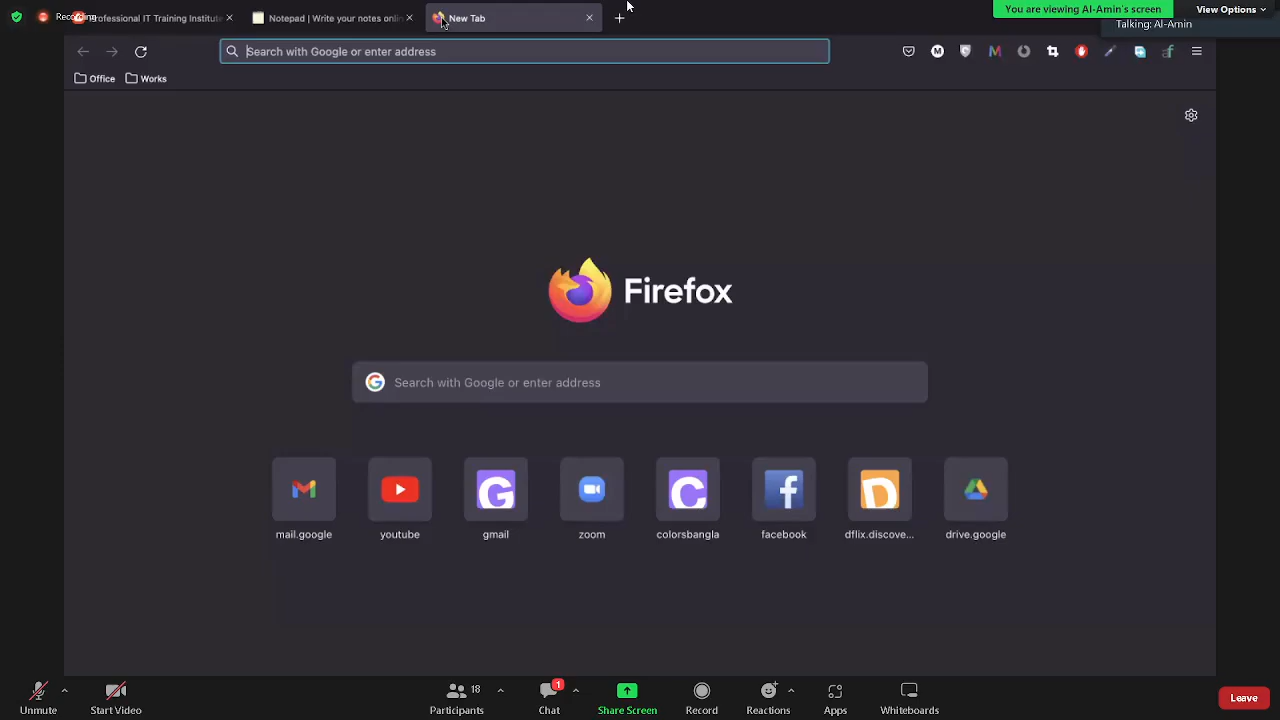 Recording
Professional IT Training Institute
Notepad | Write your notes onlin
New Tab
You are viewing Al-Amin's screen
View Options
Talking: Al-Amin
Search with Google or enter address
Office
Works
Firefox
Search with Google or enter address
mail.google
youtube
gmail
zoom
colorsbangla
facebook
dflix.discove...
drive.google
Unmute
Start Video
18
Participants
1
Chat
Share Screen
Record
Reactions
Apps
Whiteboards
Leave